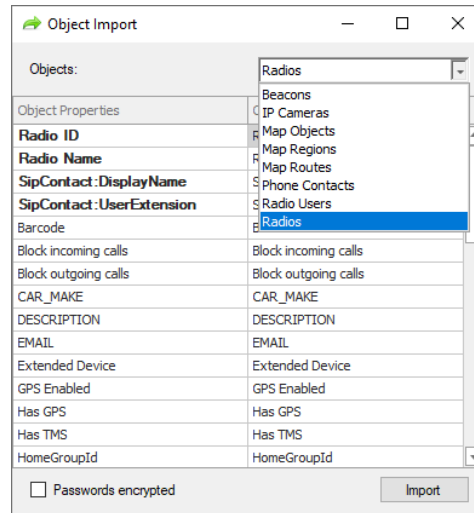 Object Import
Objects:
Radios
Beacons
IP Cameras
Map Objects
Map Regions
Map Routes
Phone Contacts
Radio Users
Radios
Object Properties
Radio ID
Radio Name
SipContact:DisplayName
SipContact:UserExtension
Barcode
Block incoming calls Block incoming calls
Block outgoing calls Block outgoing calls
CAR_MAKE CAR_MAKE
DESCRIPTION DESCRIPTION
EMAIL EMAIL
Extended Device Extended Device
GPS Enabled GPS Enabled
Has GPS Has GPS
Has TMS Has TMS
HomeGroupId HomeGroupId
Passwords encrypted
Import